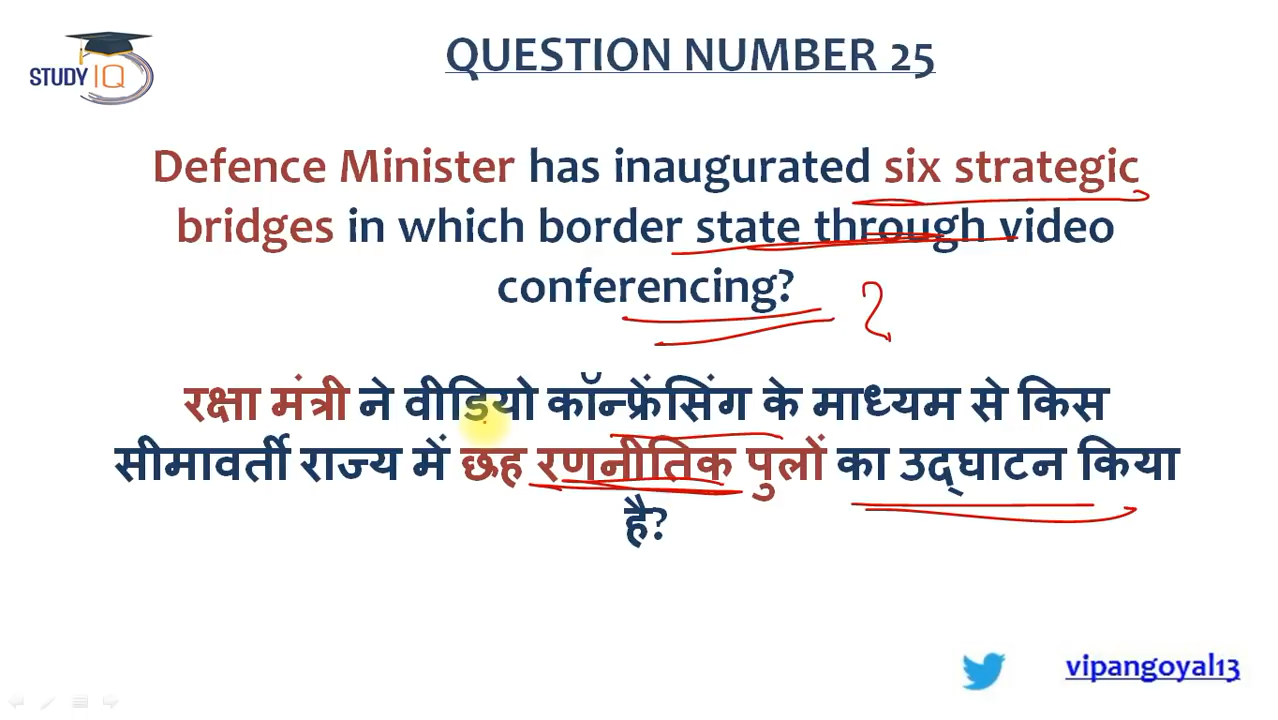 STUDY IQ
QUESTION NUMBER 25
Defence Minister has inaugurated six strategic
bridges in which border state through video
conferencing?
रक्षा मंत्री ने वीडियो कॉन्फ्रेंसिंग के माध्यम से किस
सीमावर्ती राज्य में छह रणनीतिक पुलों का उद्घाटन किया
है?
vipangoyal13